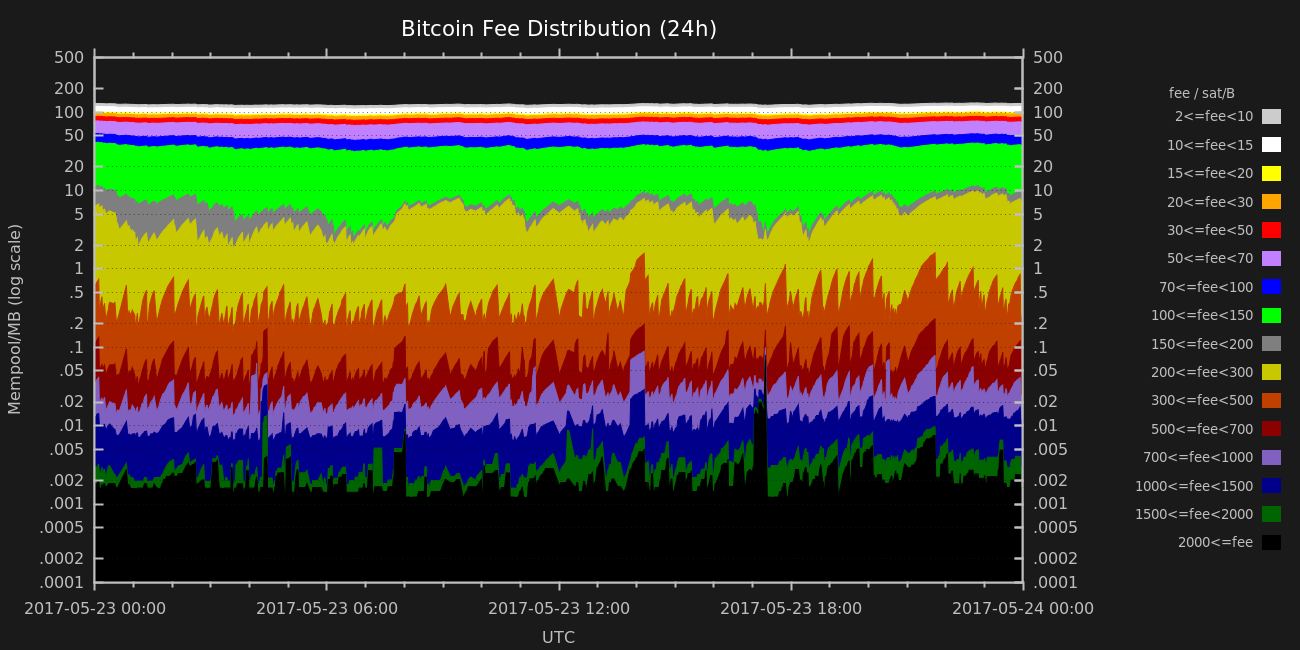 Bitcoin Fee Distribution (24h)
Mempool/MB (log scale)
500
200
100
50
20
10
5
2
1
.5
.2
.1
.05
.02
.01
.005
.002
.001
.0005
.0002
.0001
500
200
100
50
20
10
5
2
1
.5
.2
.1
.05
.02
.01
.005
.002
.001
.0005
.0002
.0001
2017-05-23 00:00
2017-05-23 06:00
2017-05-23 12:00
2017-05-23 18:00
2017-05-24 00:00
UTC
fee / sat/B
2<=fee<10
10<=fee<15
15<=fee<20
20<=fee<30
30<=fee<50
50<=fee<70
70<=fee<100
100<=fee<150
150<=fee<200
200<=fee<300
300<=fee<500
500<=fee<700
700<=fee<1000
1000<=fee<1500
1500<=fee<2000
2000<=fee